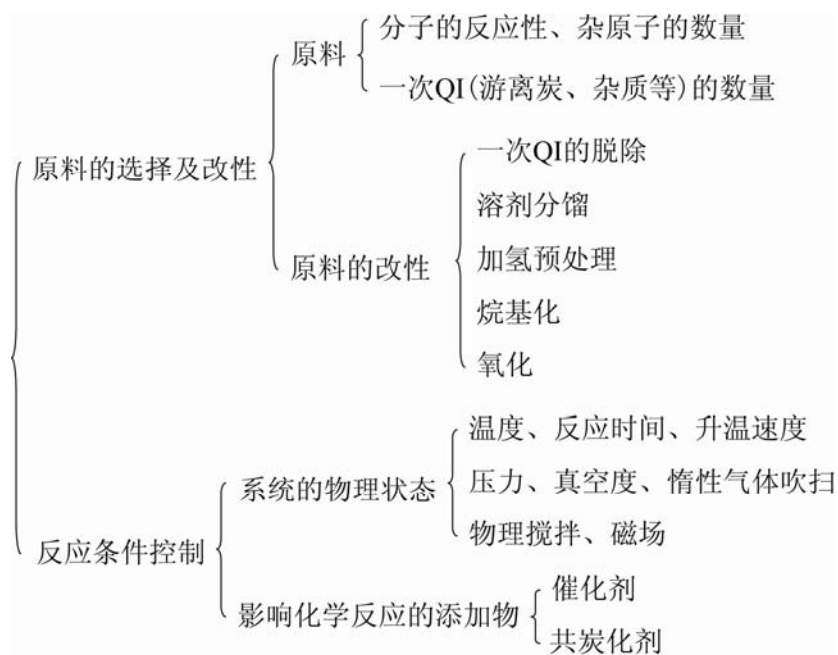 分子的反应性、杂原子的数量
原料
一次QI(游离炭、杂质等)的数量
原料的选择及改性
一次QI的脱除
溶剂分馏
原料的改性
加氢预处理
烷基化
氧化
温度、反应时间、升温速度
系统的物理状态
压力、真空度、惰性气体吹扫
物理搅拌、磁场
反应条件控制
影响化学反应的添加物
催化剂
共炭化剂